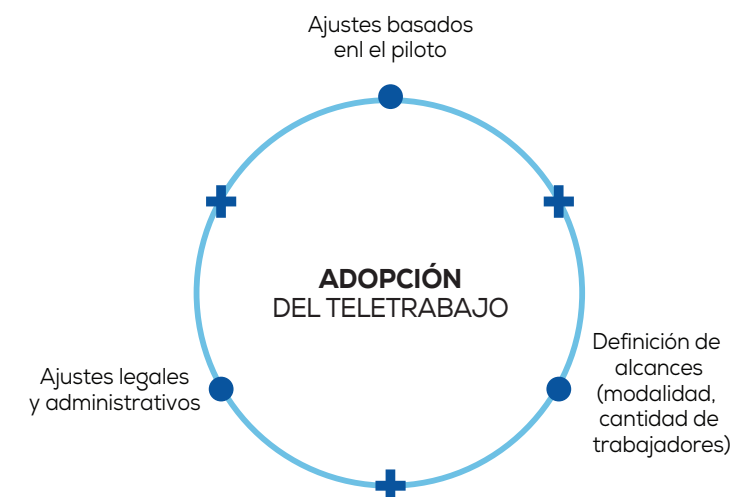 Ajustes basados
enl el piloto
ADOPCIÓN
DEL TELETRABAJO
Definición de
alcances
(modalidad,
cantidad de
trabajadores)
Ajustes legales
y administrativos